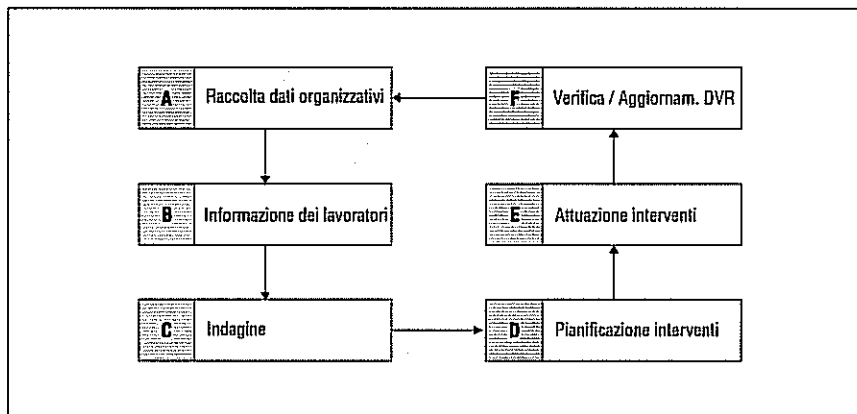 A Raccolta dati organizzativi
F Verifica / Aggiornam. DVR
B Informazione dei lavoratori
E Attuazione interventi
C Indagine
D Pianificazione interventi